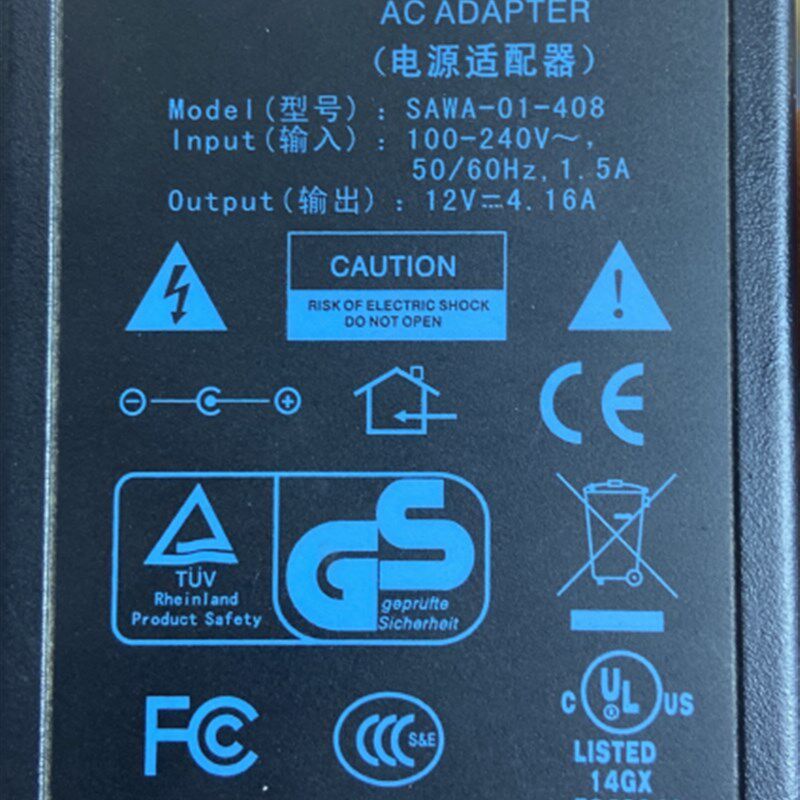 AC ADAPTER
(电源适配器)
Model(型号): SAWA-01-408
Input(输入): 100-240V~,
50/60Hz,1.5A
Output(输出): 12V⎓4.16A
CAUTION
RISK OF ELECTRIC SHOCK
DO NOT OPEN
CE
TÜV
Rheinland
Product Safety
GS
geprüfte
Sicherheit
FC
CCC S&E
C UL US
LISTED
14GX